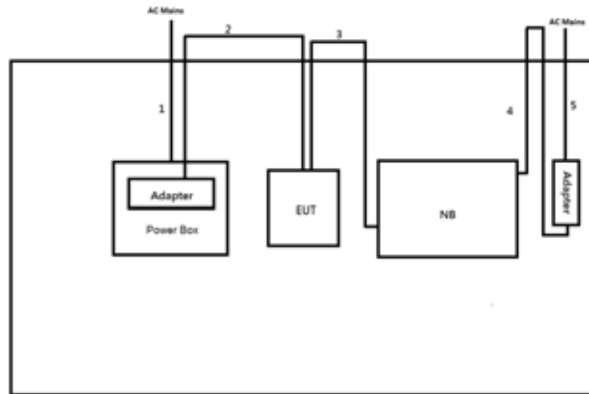 AC Mains
AC Mains
2
3
1
4
5
Adapter
Power Box
EUT
NB
Adapter